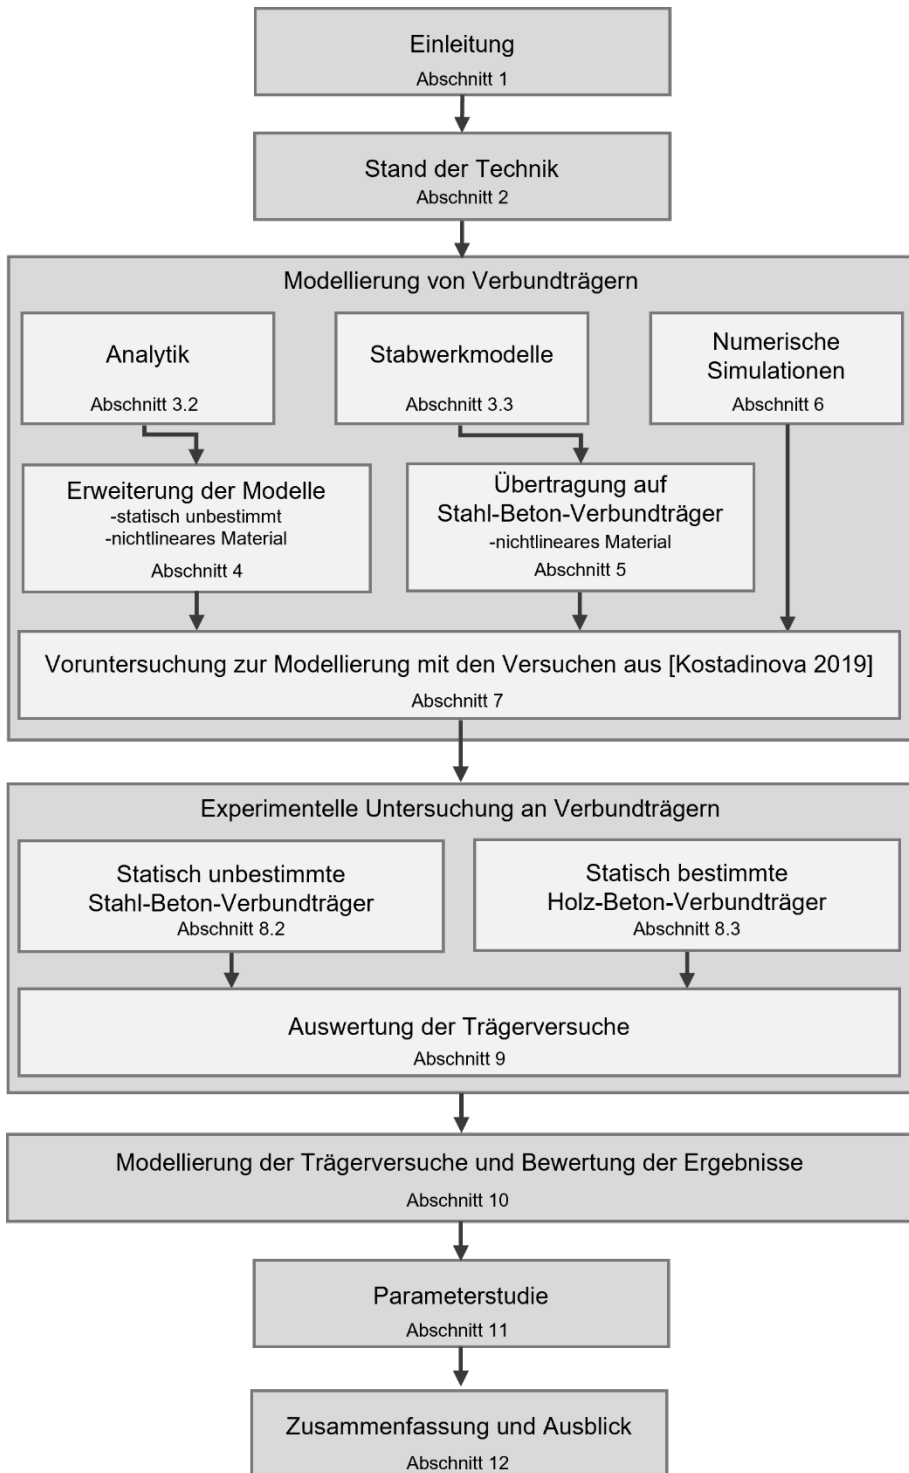 Einleitung
Abschnitt 1
Stand der Technik
Abschnitt 2
Modellierung von Verbundträgern
Analytik
Abschnitt 3.2
Stabwerkmodelle
Abschnitt 3.3
Numerische
Simulationen
Abschnitt 6
Erweiterung der Modelle
-statisch unbestimmt
-nichtlineares Material
Abschnitt 4
Übertragung auf
Stahl-Beton-Verbundträger
-nichtlineares Material
Abschnitt 5
Voruntersuchung zur Modellierung mit den Versuchen aus [Kostadinova 2019]
Abschnitt 7
Experimentelle Untersuchung an Verbundträgern
Statisch unbestimmte
Stahl-Beton-Verbundträger
Abschnitt 8.2
Statisch bestimmte
Holz-Beton-Verbundträger
Abschnitt 8.3
Auswertung der Trägerversuche
Abschnitt 9
Modellierung der Trägerversuche und Bewertung der Ergebnisse
Abschnitt 10
Parameterstudie
Abschnitt 11
Zusammenfassung und Ausblick
Abschnitt 12